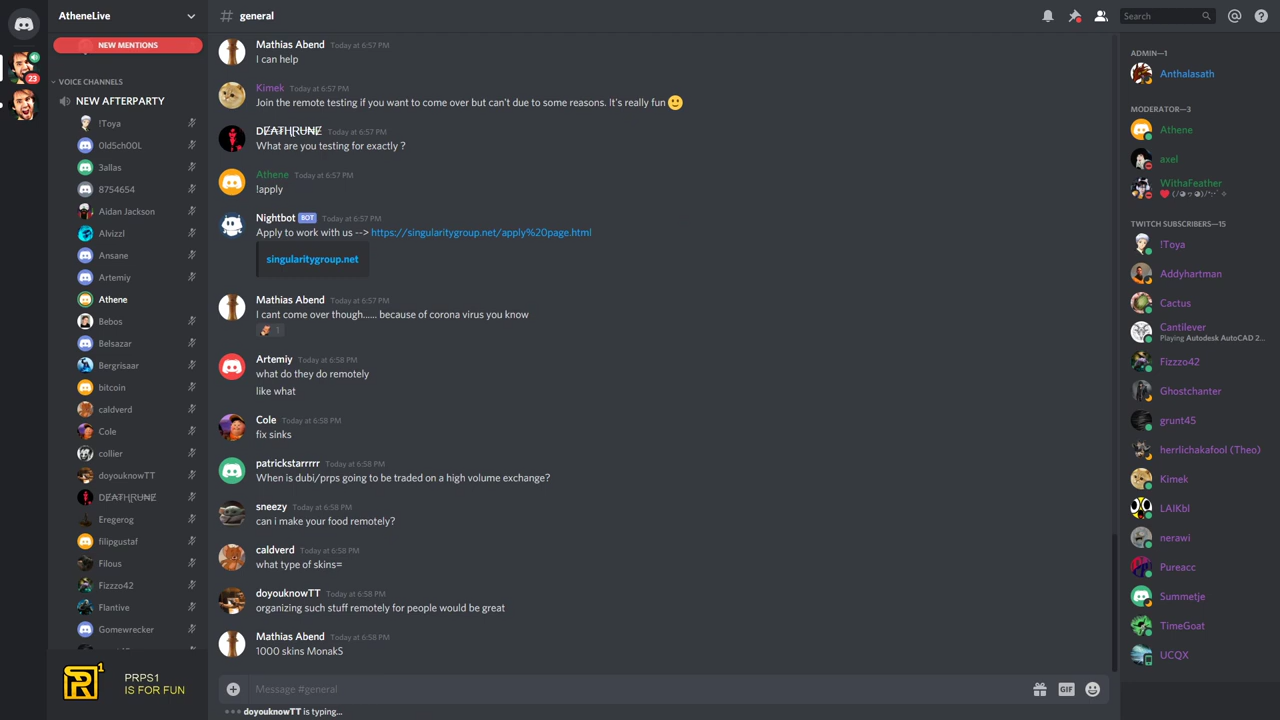 AtheneLive
NEW MENTIONS
VOICE CHANNELS
NEW AFTERPARTY
!Toya
0ld5ch00L
3allas
8754654
Aidan Jackson
Alvizzl
Ansane
Artemiy
Athene
Bebos
Belsazar
Bergrisaar
bitcoin
caldverd
Cole
collier
doyouknowTT
DEATHRUNE
Eregerog
filipgustaf
Filous
Fizzzo42
Flantive
Gomewrecker
23
PRPS1
IS FOR FUN
# general
Search
Mathias Abend Today at 6:57 PM
I can help
Kimek Today at 6:57 PM
Join the remote testing if you want to come over but can't due to some reasons. It's really fun 🙂
DEATHRUNE Today at 6:57 PM
What are you testing for exactly ?
Athene Today at 6:57 PM
!apply
Nightbot BOT Today at 6:57 PM
Apply to work with us --> https://singularitygroup.net/apply%20page.html
singularitygroup.net
Mathias Abend Today at 6:57 PM
I cant come over though...... because of corona virus you know
1
Artemiy Today at 6:58 PM
what do they do remotely
like what
Cole Today at 6:58 PM
fix sinks
patrickstarrrrr Today at 6:58 PM
When is dubi/prps going to be traded on a high volume exchange?
sneezy Today at 6:58 PM
can i make your food remotely?
caldverd Today at 6:58 PM
what type of skins=
doyouknowTT Today at 6:58 PM
organizing such stuff remotely for people would be great
Mathias Abend Today at 6:58 PM
1000 skins MonakS
Message #general
GIF
doyouknowTT is typing...
ADMIN—1
Anthalasath
MODERATOR—3
Athene
axel
WithaFeather
TWITCH SUBSCRIBERS—15
!Toya
Addyhartman
Cactus
Cantilever
Playing Autodesk AutoCAD 2...
Fizzzo42
Ghostchanter
grunt45
herrlichakafool (Theo)
Kimek
LAIKbl
nerawi
Pureacc
Summetje
TimeGoat
UCQX